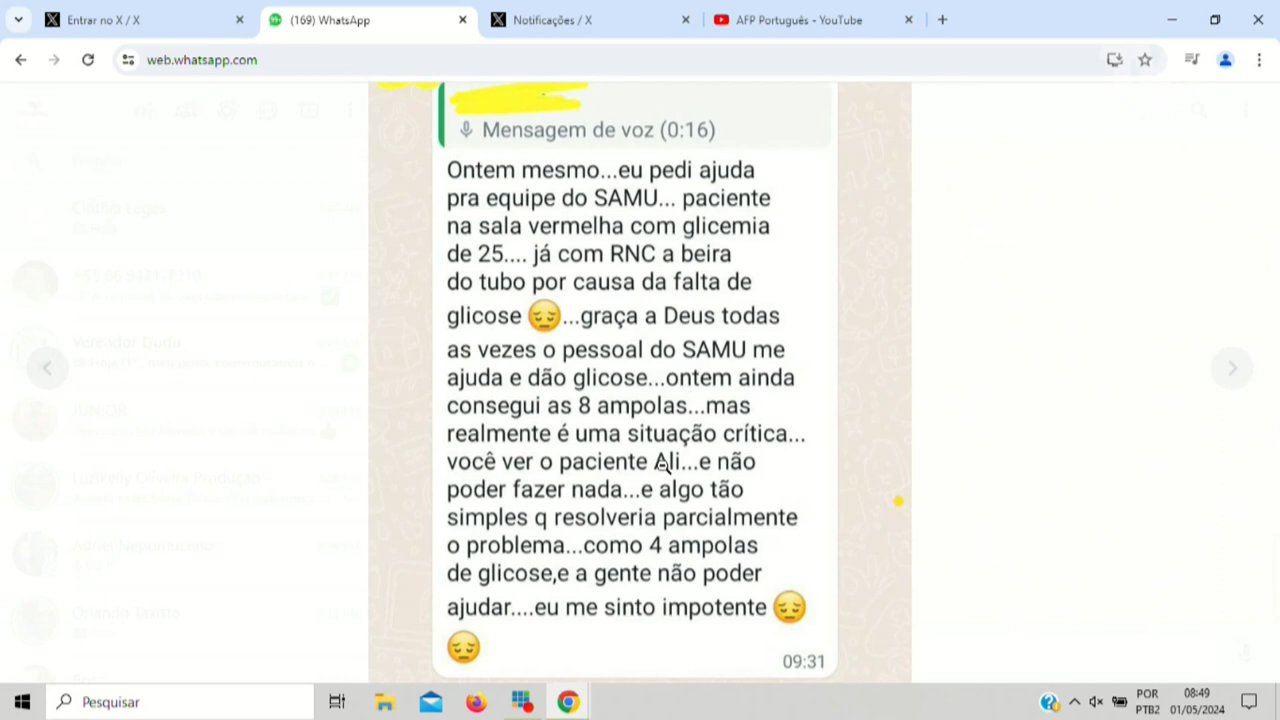 Entrar no X / X
(169) WhatsApp
Notificações / X
AFP Português - YouTube
web.whatsapp.com
Mensagem de voz (0:16)
Ontem mesmo...eu pedi ajuda
pra equipe do SAMU... paciente
na sala vermelha com glicemia
de 25.... já com RNC a beira
do tubo por causa da falta de
glicose 😔...graça a Deus todas
as vezes o pessoal do SAMU me
ajuda e dão glicose...ontem ainda
consegui as 8 ampolas...mas
realmente é uma situação crítica...
você ver o paciente Ali...e não
poder fazer nada...e algo tão
simples q resolveria parcialmente
o problema...como 4 ampolas
de glicose,e a gente não poder
ajudar....eu me sinto impotente 😔
😔
09:31
Vereador Dudu
JUNIOR
Pesquisar
POR
PTB2
08:49
01/05/2024